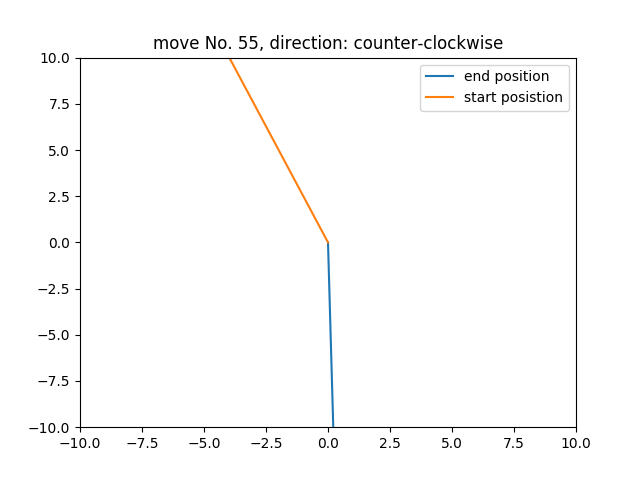 move No. 55, direction: counter-clockwise
end position
start posistion
10.0
7.5
5.0
2.5
0.0
−2.5
−5.0
−7.5
−10.0
−10.0 −7.5 −5.0 −2.5 0.0 2.5 5.0 7.5 10.0